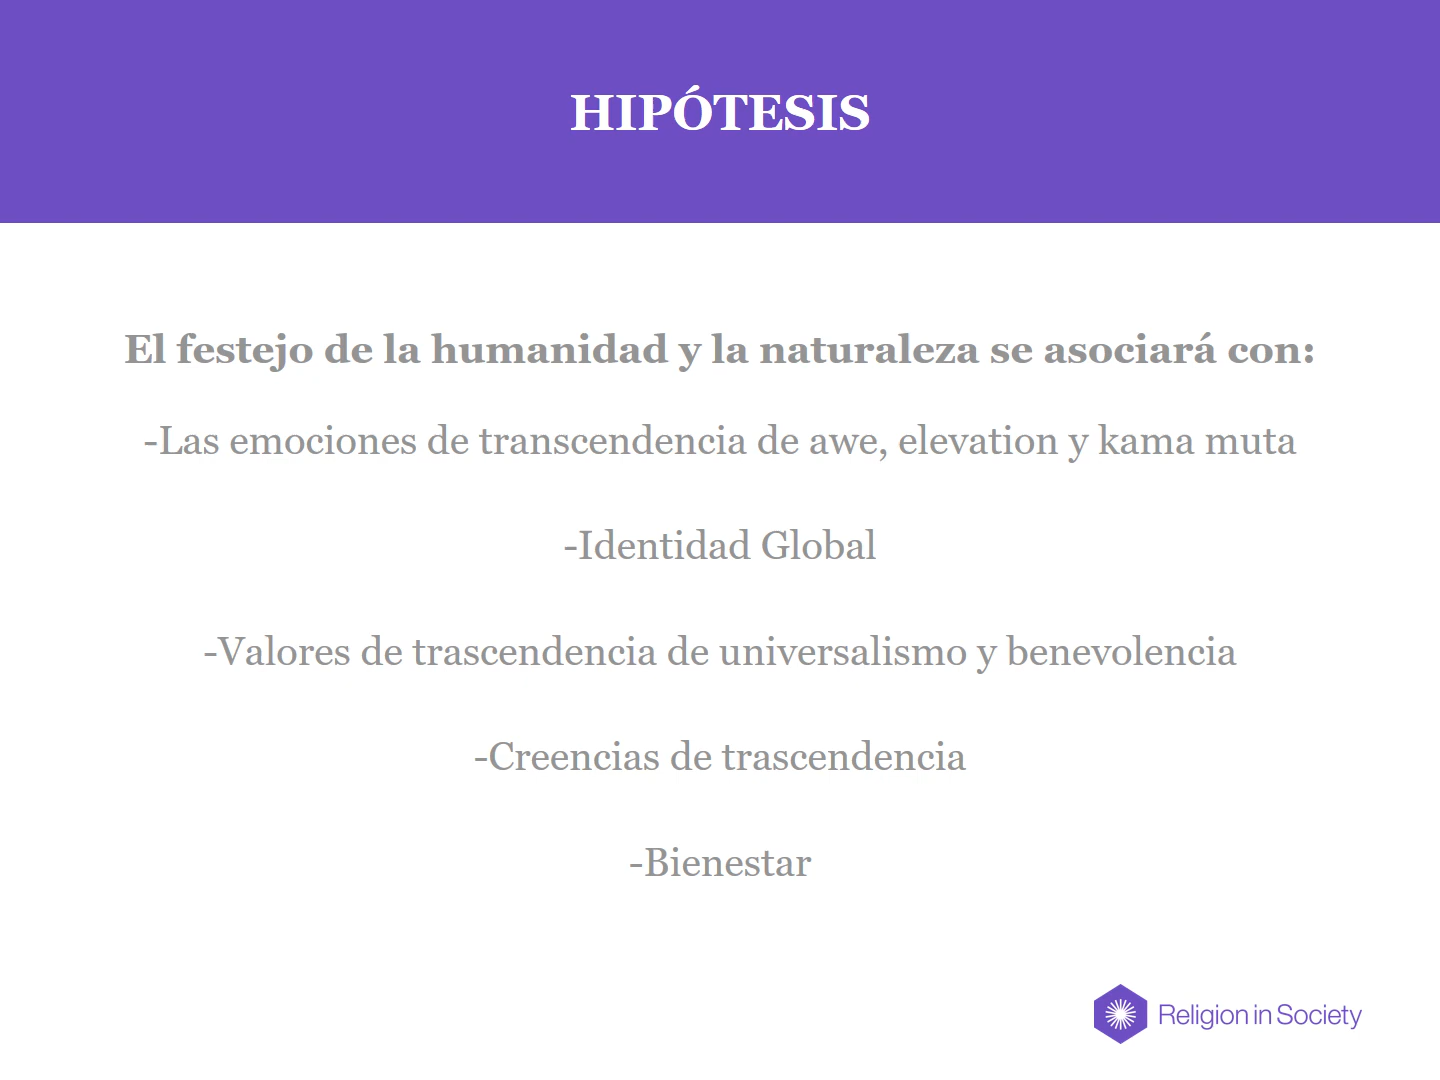 HIPÓTESIS
El festejo de la humanidad y la naturaleza se asociará con:
-Las emociones de transcendencia de awe, elevation y kama muta
-Identidad Global
-Valores de trascendencia de universalismo y benevolencia
-Creencias de trascendencia
-Bienestar
Religion in Society